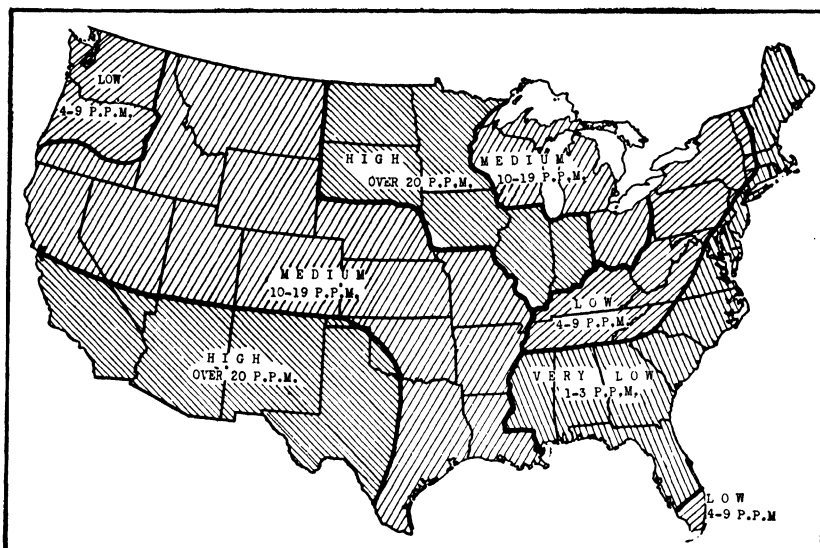 LOW
4-9 P.P.M.
HIGH
OVER 20 P.P.M.
MEDIUM
10-19 P.P.M.
MEDIUM
10-19 P.P.M.
LOW
4-9 P.P.M.
HIGH
OVER 20 P.P.M.
VERY LOW
1-3 P.P.M.
LOW
4-9 P.P.M